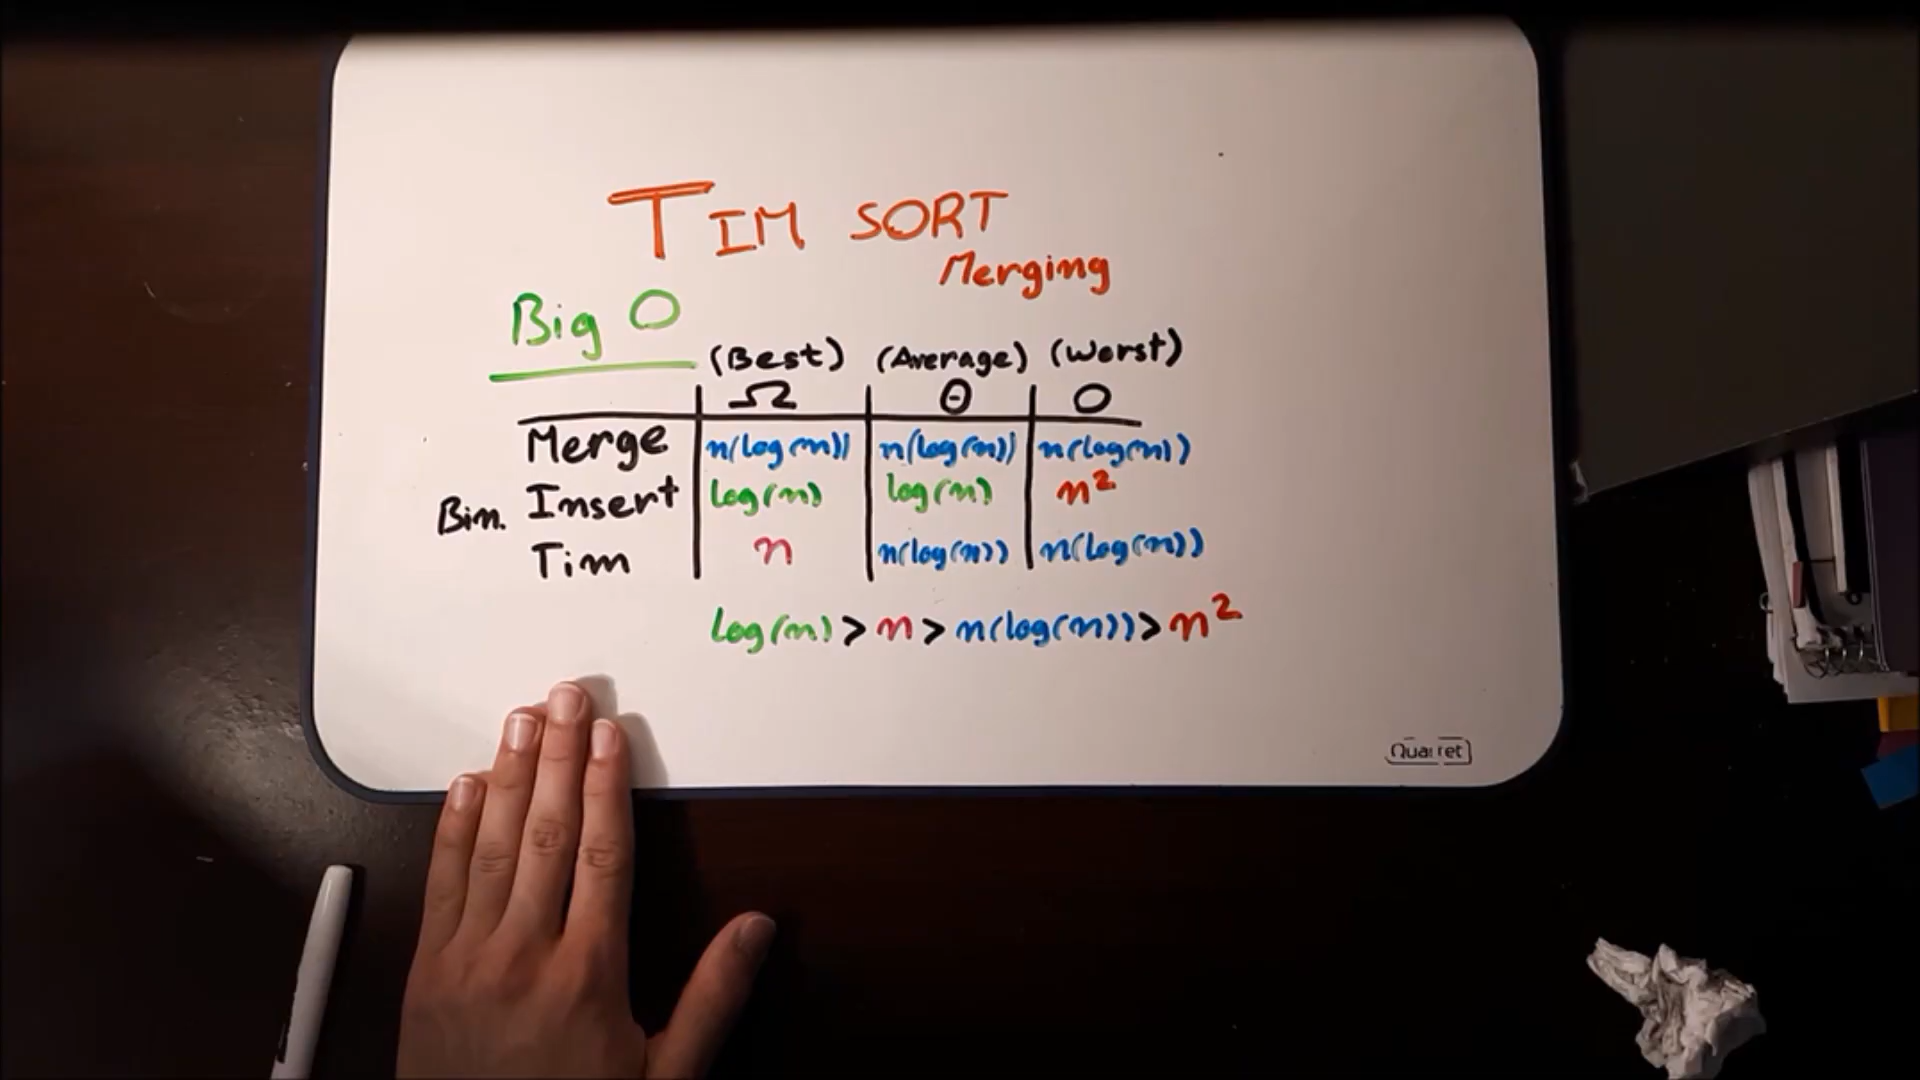 TIM SORT
Merging
Big O
(Best) (Average) (Worst)
Ω Θ O
Merge n(log(n)) n(log(n)) n(log(n))
Bin. Insert log(n) log(n) n²
Tim n n(log(n)) n(log(n))
log(n) > n > n(log(n)) > n²
Quartet